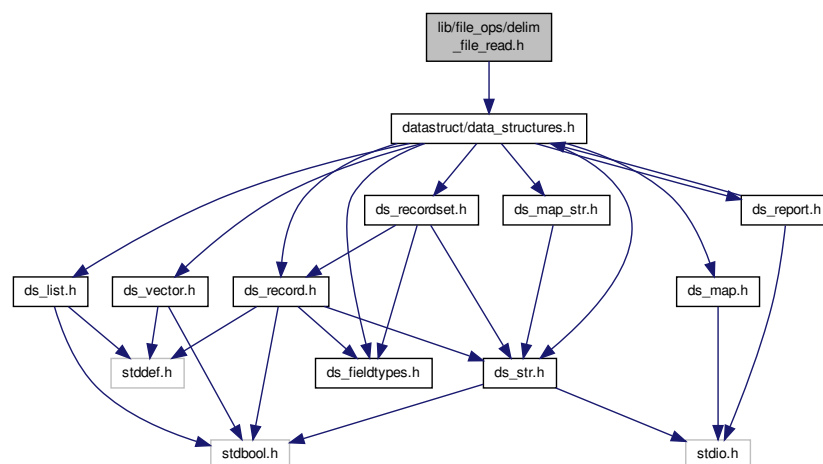 lib/file_ops/delim
_file_read.h
datastruct/data_structures.h
ds_recordset.h
ds_map_str.h
ds_report.h
ds_list.h
ds_vector.h
ds_record.h
ds_map.h
stddef.h
ds_fieldtypes.h
ds_str.h
stdbool.h
stdio.h